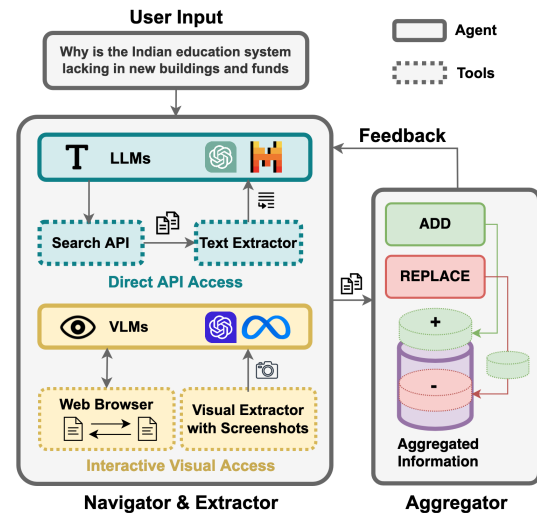 User Input
Why is the Indian education system
lacking in new buildings and funds
Agent
Tools
Feedback
T LLMs
Search API
Text Extractor
Direct API Access
VLMs
Web Browser
Visual Extractor
with Screenshots
Interactive Visual Access
Navigator & Extractor
ADD
REPLACE
+
-
Aggregated
Information
Aggregator